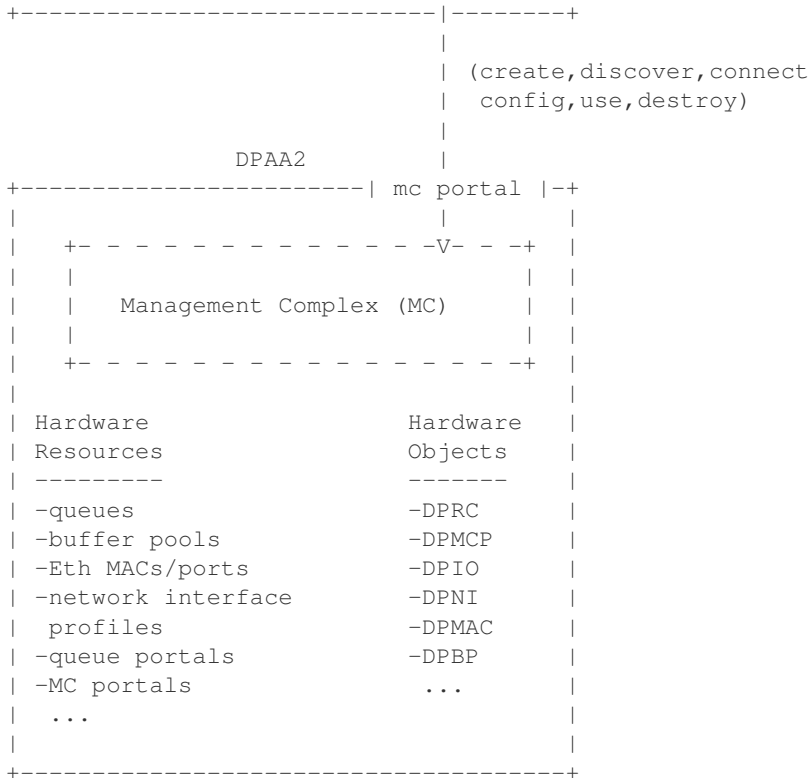 (create,discover,connect
config,use,destroy)
DPAA2
mc portal
Management Complex (MC)
Hardware Hardware
Resources Objects
--------- -------
-queues -DPRC
-buffer pools -DPMCP
-Eth MACs/ports -DPIO
-network interface -DPNI
profiles -DPMAC
-queue portals -DPBP
-MC portals ...
...